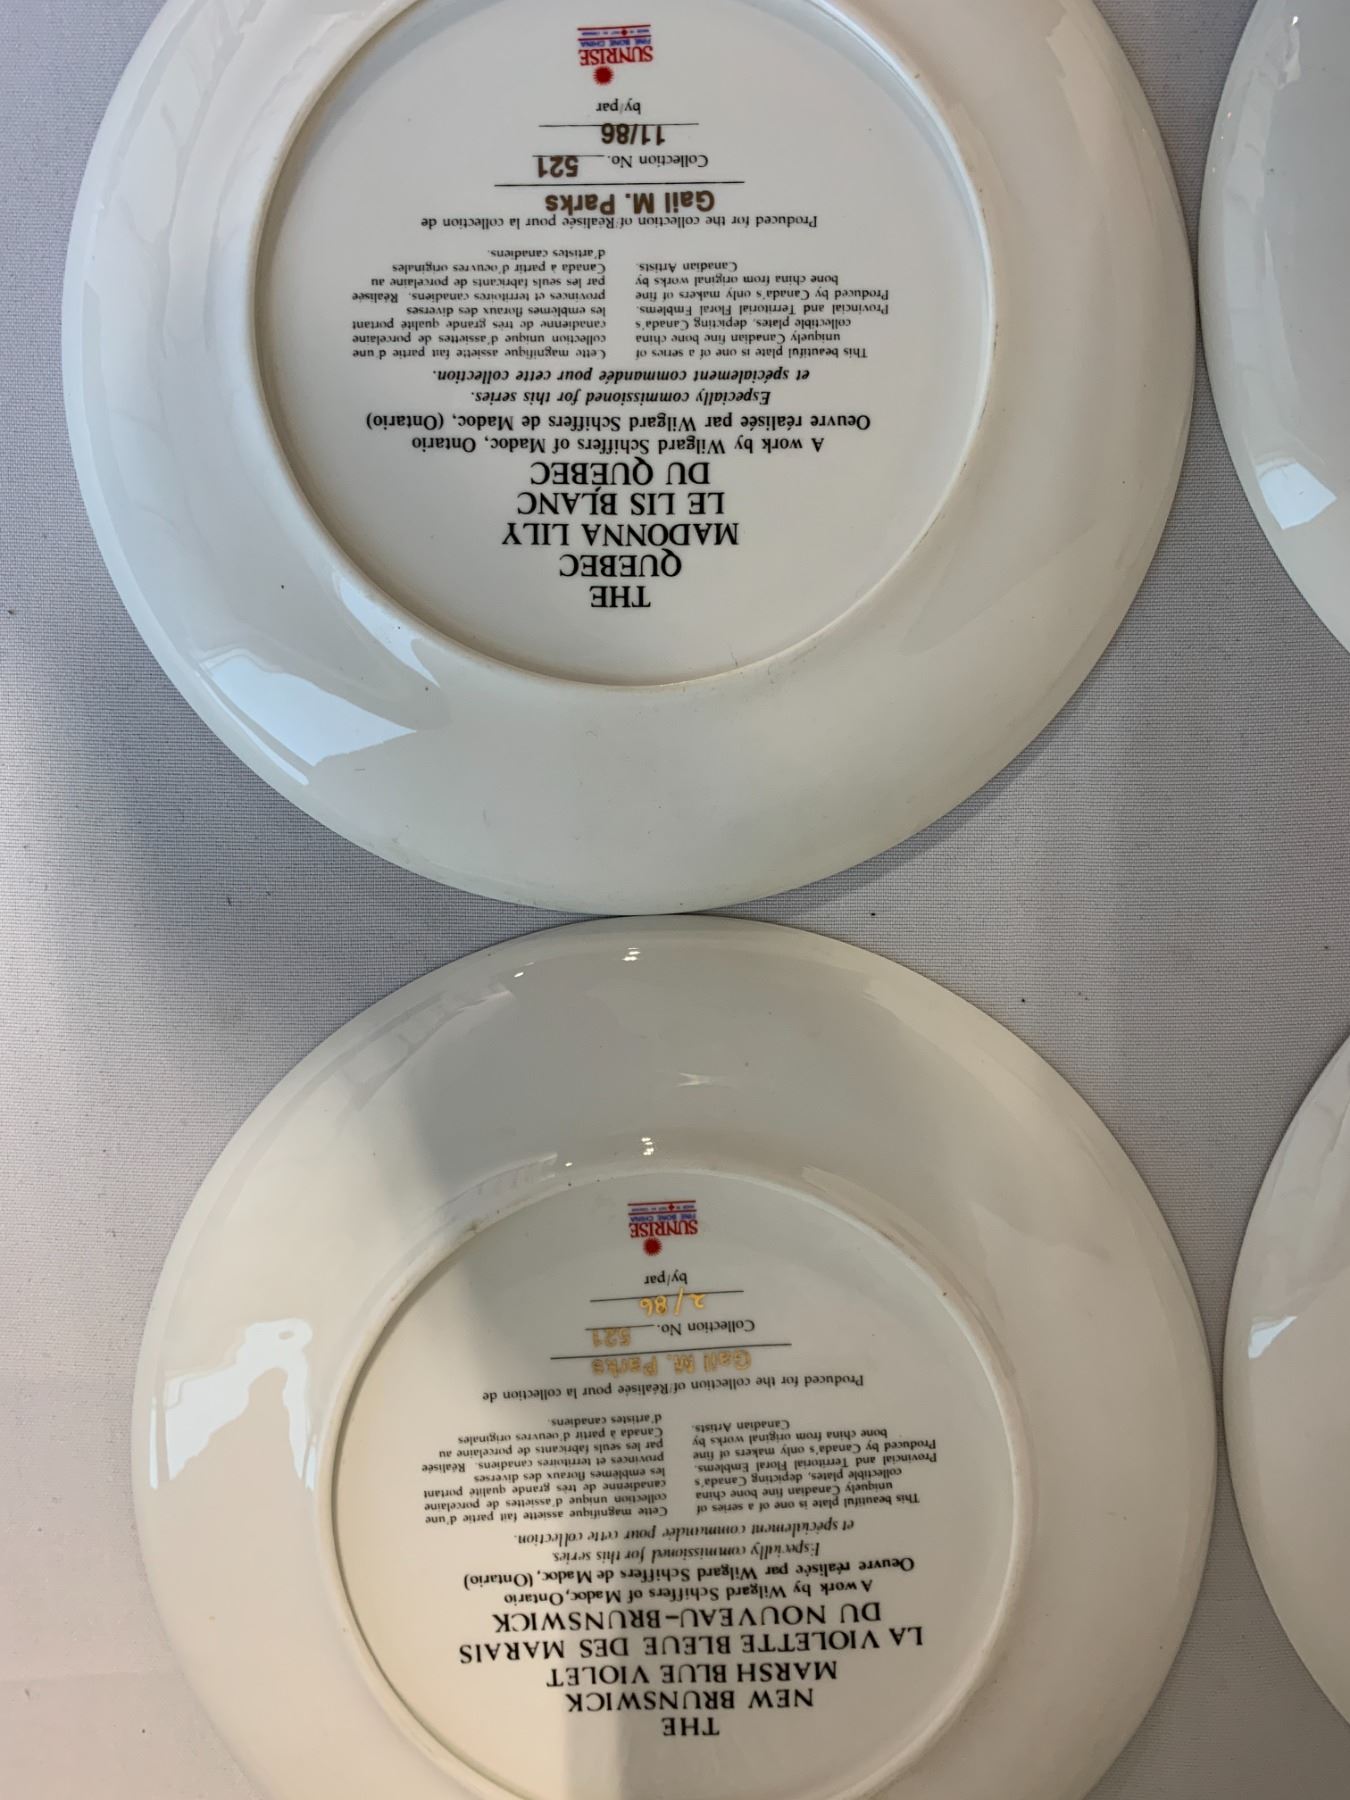 THE
QUEBEC
MADONNA LILY
LE LIS BLANC
DU QUÉBEC
A work by Wilgard Schiffers of Madoc, Ontario
Oeuvre réalisée par Wilgard Schiffers de Madoc, (Ontario)
Especially commissioned for this series.
et spécialement commandée pour cette collection.
This beautiful plate is one of a series of
uniquely Canadian fine bone china
collectible plates, depicting Canada's
Provincial and Territorial Floral Emblems.
Produced by Canada's only makers of fine
bone china from original works by
Canadian Artists.
Cette magnifique assiette fait partie d'une
collection unique d'assiettes de porcelaine
canadienne de très grande qualité portant
les emblèmes floraux des diverses
provinces et territoires canadiens. Réalisée
par les seuls fabricants de porcelaine au
Canada à partir d'oeuvres originales
d'artistes canadiens.
Produced for the collection of/Réalisée pour la collection de
Gail M. Parks
Collection No. 521
11/86
by/par
SUNRISE
FINE BONE CHINA
THE
NEW BRUNSWICK
MARSH BLUE VIOLET
LA VIOLETTE BLEUE DES MARAIS
DU NOUVEAU-BRUNSWICK
A work by Wilgard Schiffers of Madoc, Ontario
Oeuvre réalisée par Wilgard Schiffers de Madoc, (Ontario)
Especially commissioned for this series.
et spécialement commandée pour cette collection.
This beautiful plate is one of a series of
uniquely Canadian fine bone china
collectible plates, depicting Canada's
Provincial and Territorial Floral Emblems.
Produced by Canada's only makers of fine
bone china from original works by
Canadian Artists.
Cette magnifique assiette fait partie d'une
collection unique d'assiettes de porcelaine
canadienne de très grande qualité portant
les emblèmes floraux des diverses
provinces et territoires canadiens. Réalisée
par les seuls fabricants de porcelaine au
Canada à partir d'oeuvres originales
d'artistes canadiens.
Produced for the collection of/Réalisée pour la collection de
Gail M. Parks
Collection No. 521
2/86
by/par
SUNRISE
FINE BONE CHINA